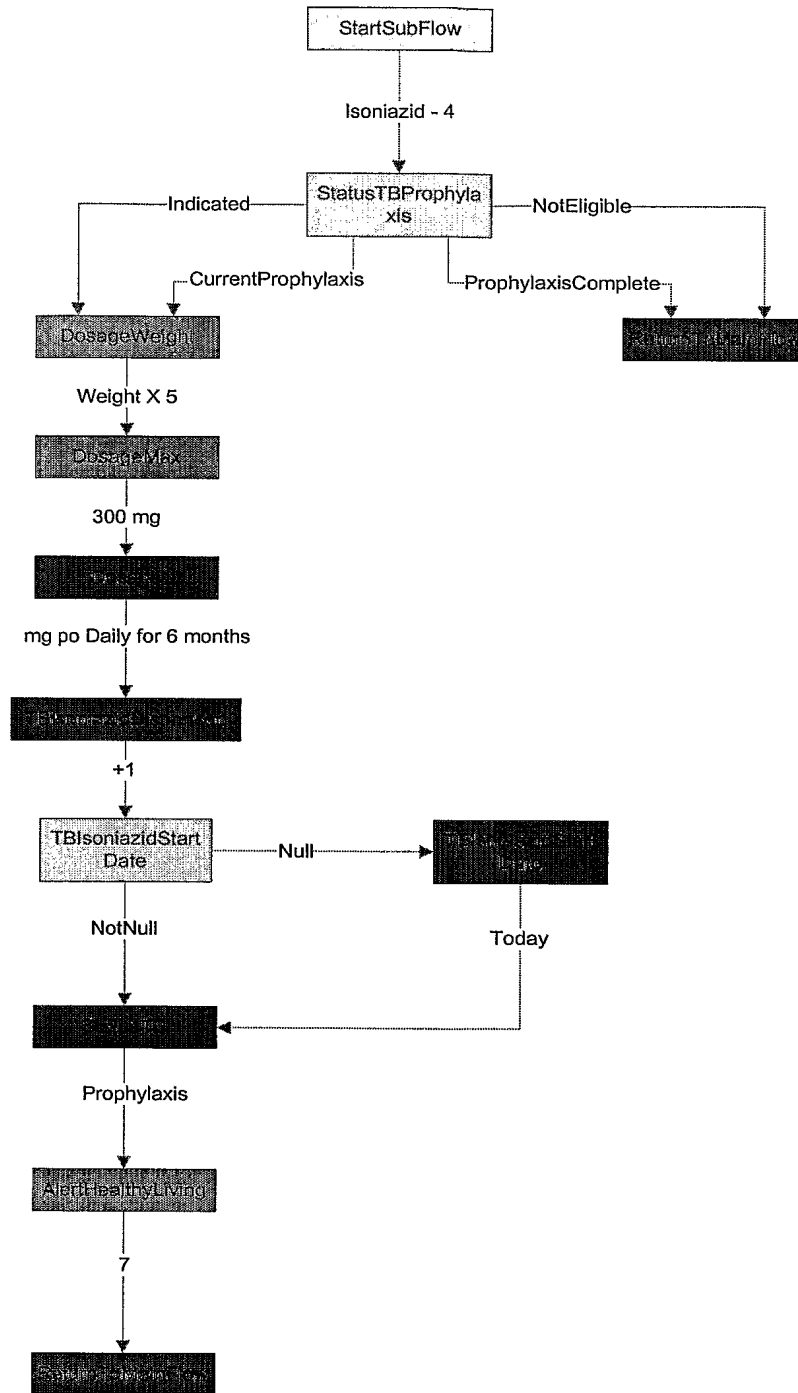 StartSubFlow
Isoniazid - 4
StatusTBProphyla
xis
Indicated
NotEligible
CurrentProphylaxis
ProphylaxisComplete
DosageWeight
Weight X 5
DosageMax
300 mg
mg po Daily for 6 months
+1
TBIsoniazidStart
Date
Null
NotNull
Today
Prophylaxis
AlertHealthyLiving
7
ReturnToMainFlow